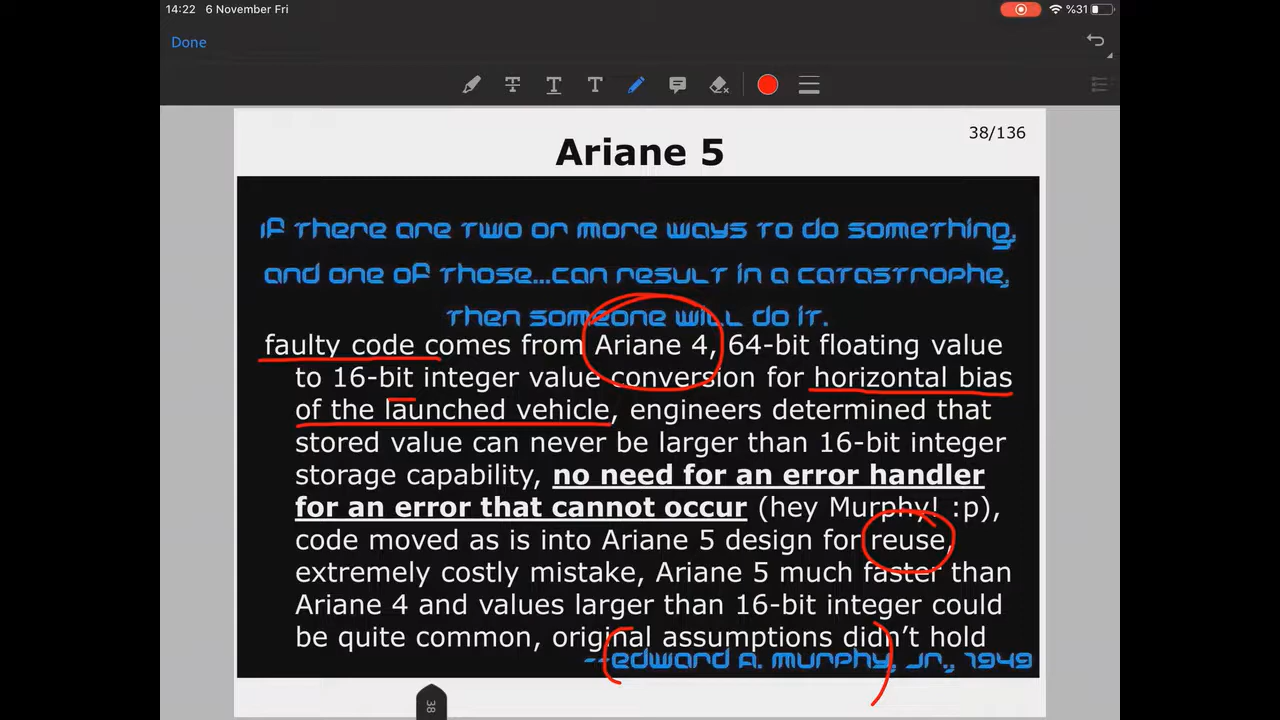 14:22 6 November Fri
%31
Done
38/136
Ariane 5
If there are two or more ways to do something,
and one of those...can result in a catastrophe,
then someone will do it.
faulty code comes from Ariane 4, 64-bit floating value
to 16-bit integer value conversion for horizontal bias
of the launched vehicle, engineers determined that
stored value can never be larger than 16-bit integer
storage capability, no need for an error handler
for an error that cannot occur (hey Murphy! :p),
code moved as is into Ariane 5 design for reuse,
extremely costly mistake, Ariane 5 much faster than
Ariane 4 and values larger than 16-bit integer could
be quite common, original assumptions didn't hold
--Edward A. Murphy, Jr., 1949
38